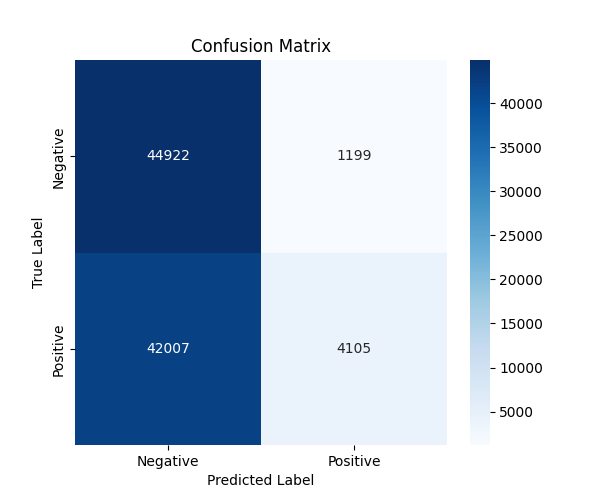 Confusion Matrix
True Label
Negative
44922
1199
Positive
42007
4105
Negative
Positive
Predicted Label
40000
35000
30000
25000
20000
15000
10000
5000